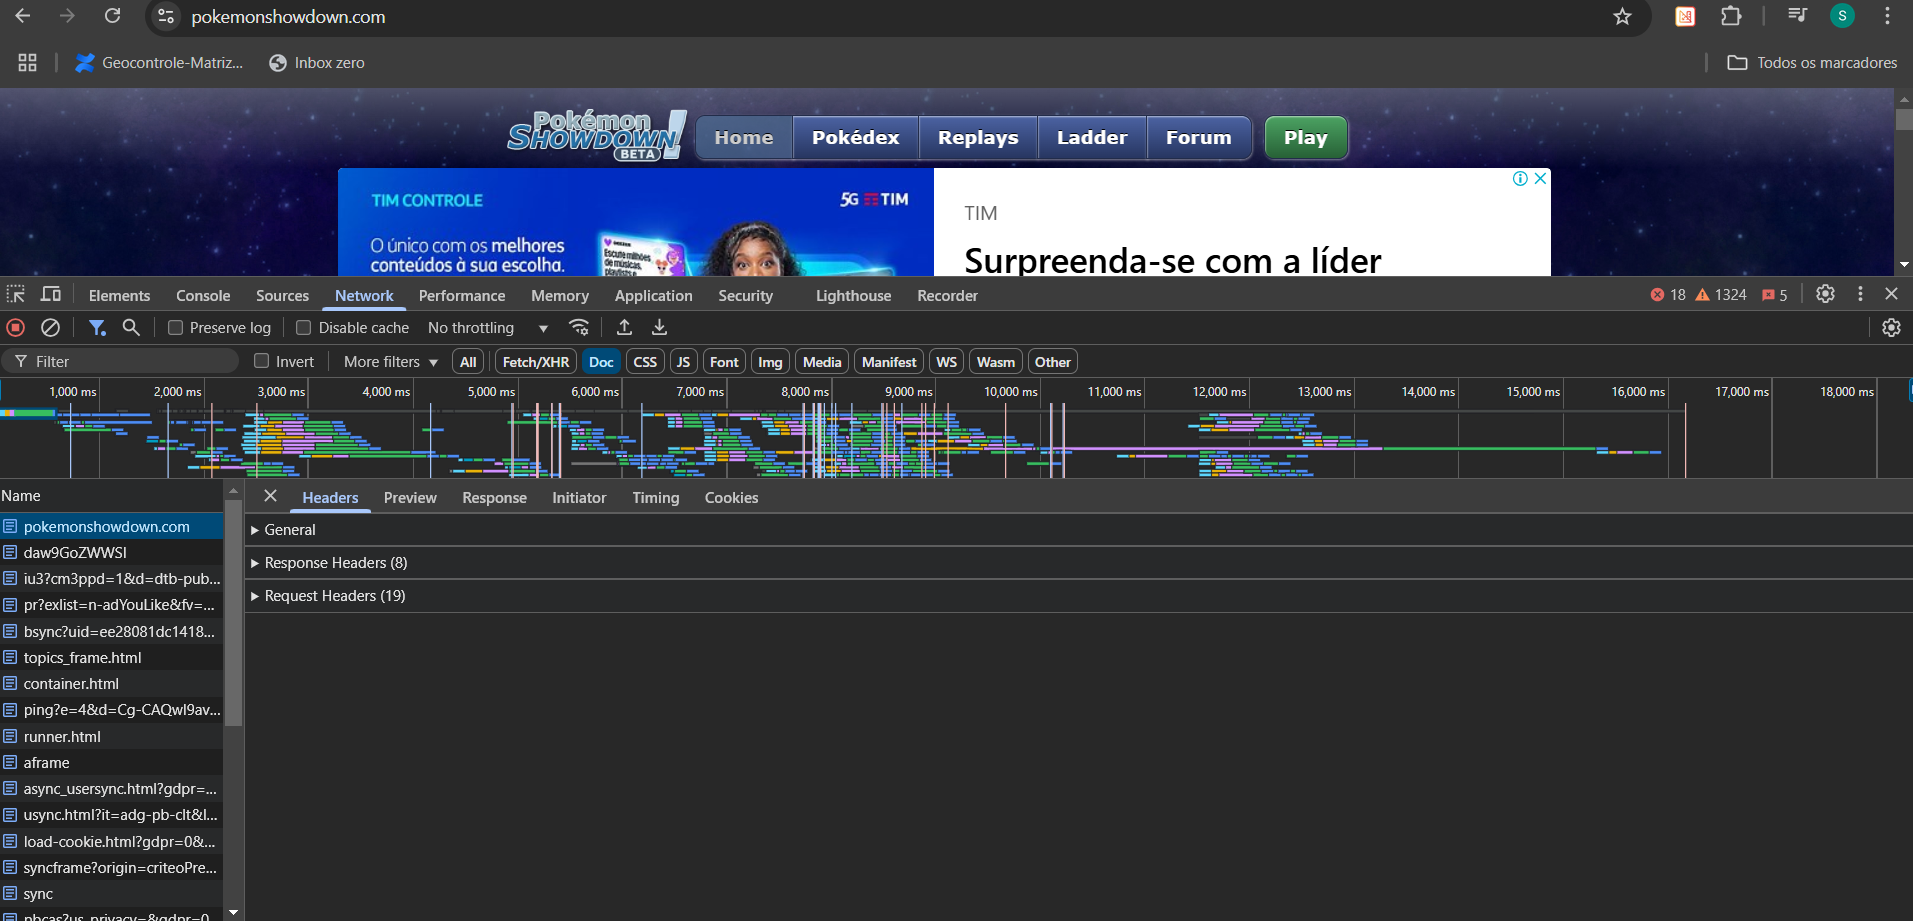 pokemonshowdown.com
S
Geocontrole-Matriz...
Inbox zero
Todos os marcadores
Pokémon
SHOWDOWN!
BETA
Home
Pokédex
Replays
Ladder
Forum
Play
TIM CONTROLE
5G TIM
O único com os melhores
conteúdos à sua escolha.
Escute milhões
de músicas,
TIM
Surpreenda-se com a líder
Elements
Console
Sources
Network
Performance
Memory
Application
Security
Lighthouse
Recorder
18
1324
5
Preserve log
Disable cache
No throttling
Filter
Invert
More filters
All
Fetch/XHR
Doc
CSS
JS
Font
Img
Media
Manifest
WS
Wasm
Other
1,000 ms
2,000 ms
3,000 ms
4,000 ms
5,000 ms
6,000 ms
7,000 ms
8,000 ms
9,000 ms
10,000 ms
11,000 ms
12,000 ms
13,000 ms
14,000 ms
15,000 ms
16,000 ms
17,000 ms
18,000 ms
Name
Headers
Preview
Response
Initiator
Timing
Cookies
General
Response Headers (8)
Request Headers (19)
pokemonshowdown.com
daw9GoZWWSI
iu3?cm3ppd=1&d=dtb-pub...
pr?exlist=n-adYouLike&fv=...
bsync?uid=ee28081dc1418...
topics_frame.html
container.html
ping?e=4&d=Cg-CAQwI9av...
runner.html
aframe
async_usersync.html?gdpr=...
usync.html?it=adg-pb-clt&l...
load-cookie.html?gdpr=0&...
syncframe?origin=criteoPre...
sync
pbcas?us_privacy=&gdpr=0...